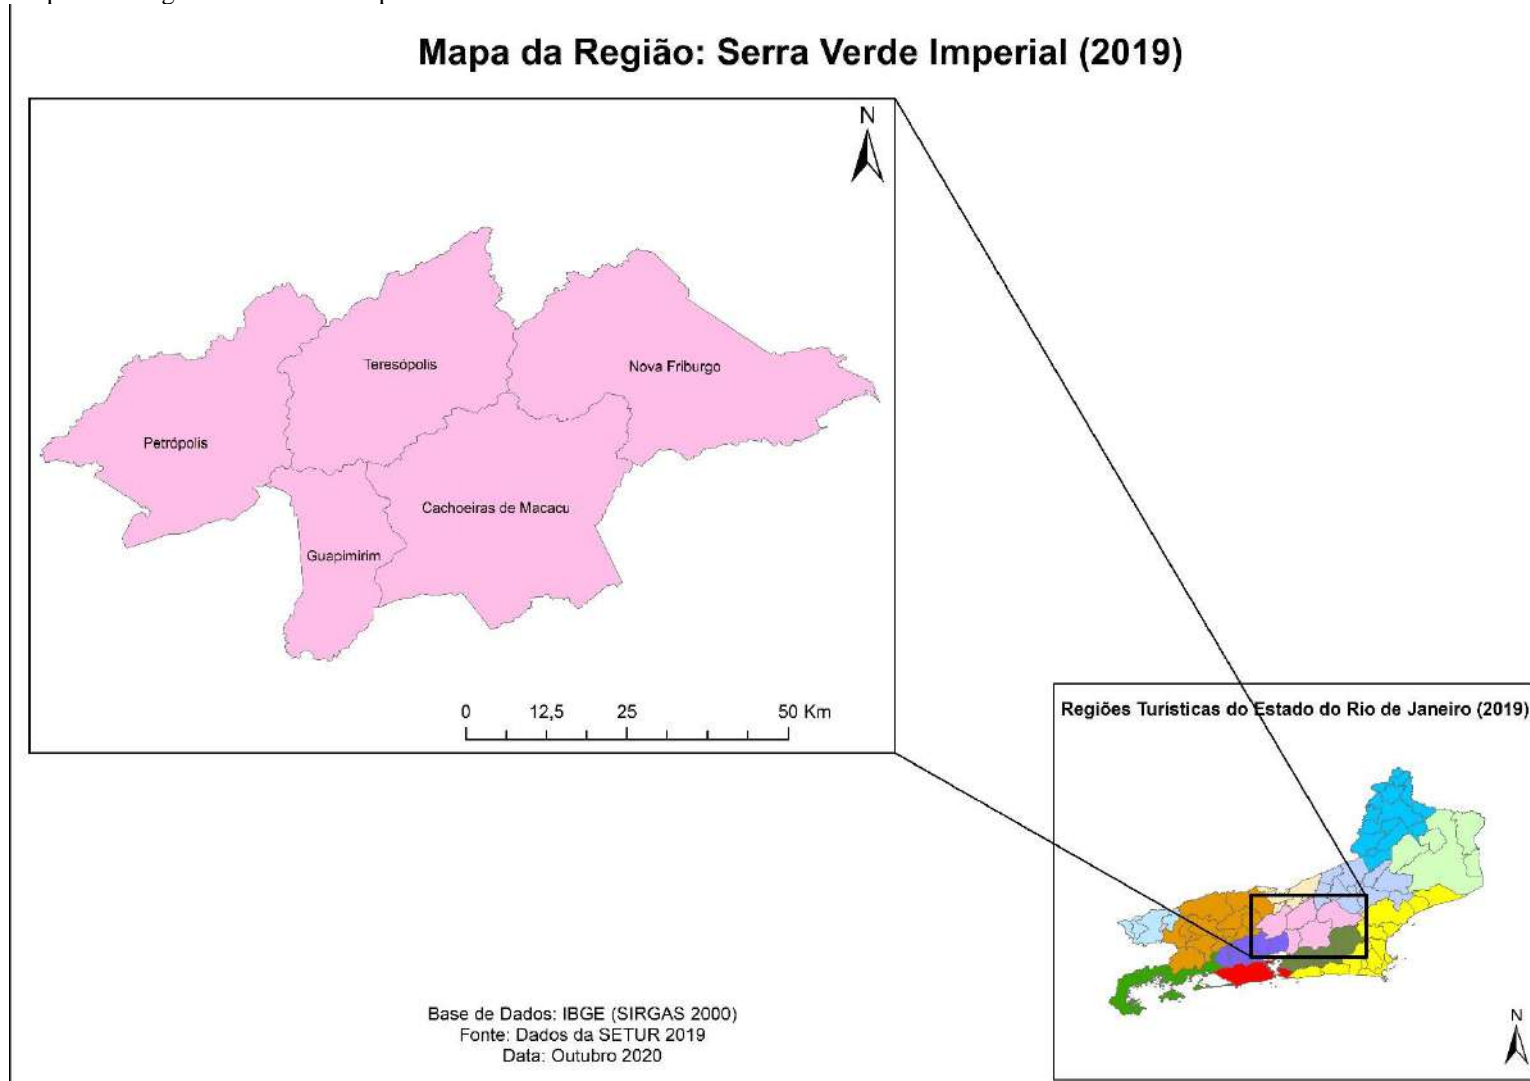 Mapa da Região: Serra Verde Imperial (2019)
N
Teresópolis
Nova Friburgo
Petrópolis
Cachoeiras de Macacu
Guapimirim
0 12,5 25 50 Km
Regiões Turísticas do Estado do Rio de Janeiro (2019)
Base de Dados: IBGE (SIRGAS 2000)
Fonte: Dados da SETUR 2019
Data: Outubro 2020
N